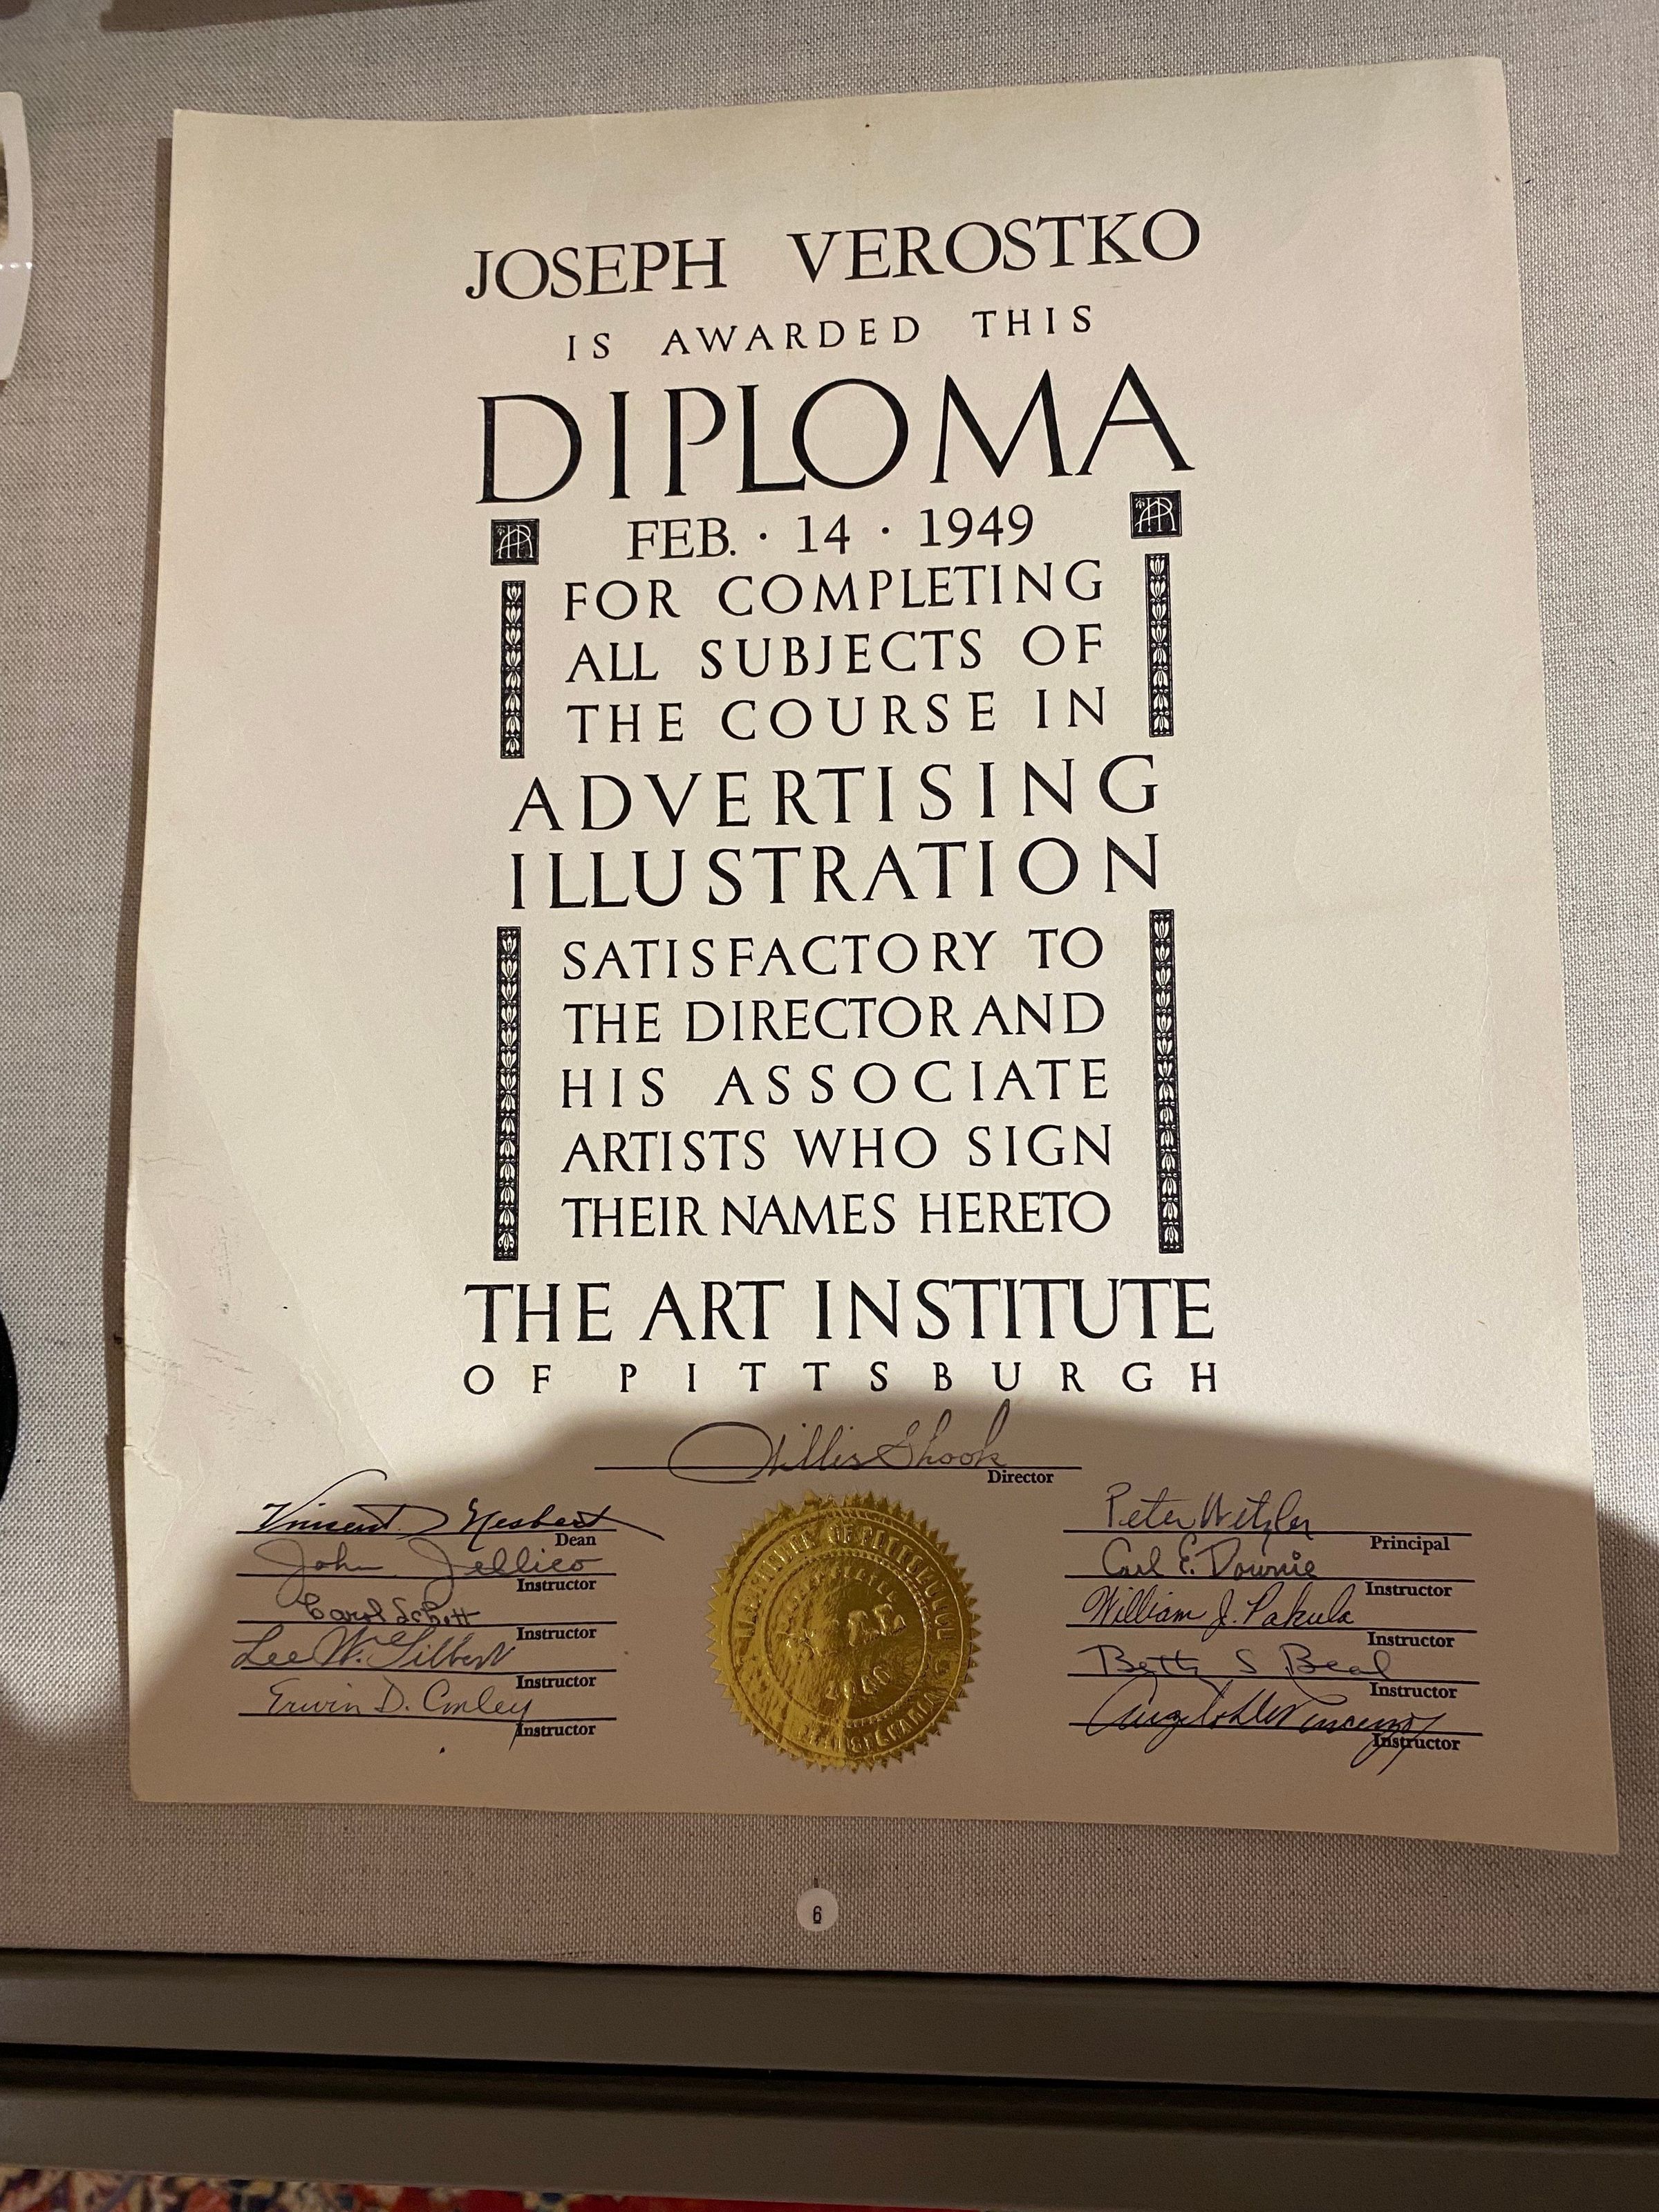 JOSEPH VEROSTKO
IS AWARDED THIS
DIPLOMA
FEB. · 14 · 1949
FOR COMPLETING
ALL SUBJECTS OF
THE COURSE IN
ADVERTISING
ILLUSTRATION
SATISFACTORY TO
THE DIRECTOR AND
HIS ASSOCIATE
ARTISTS WHO SIGN
THEIR NAMES HERETO
THE ART INSTITUTE
OF PITTSBURGH
Willis Shook
Director
Vincent Nesbert
Dean
John Jellico
Instructor
Carol
Instructor
Lee W. Gilbert
Instructor
Erwin D. Conley
Instructor
Peter Wetzler
Principal
Carl E. Downie
Instructor
William J. Pakula
Instructor
Betty S Beal
Instructor
Instructor
6